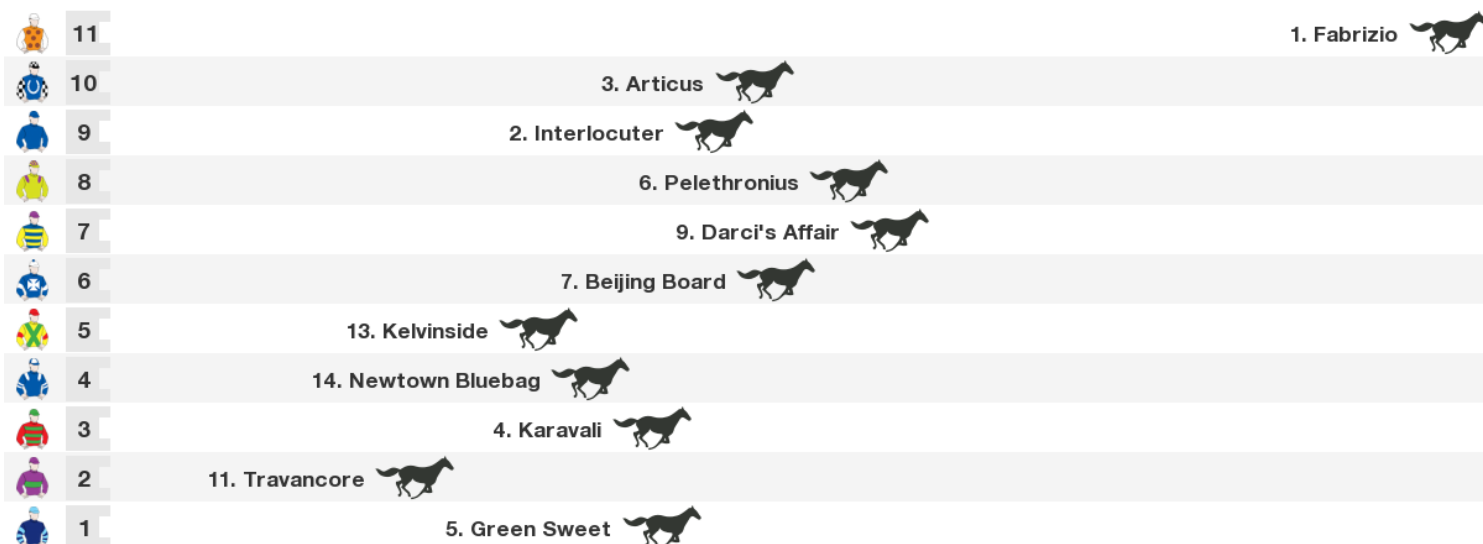 11 1. Fabrizio
10 3. Articus
9 2. Interlocuter
8 6. Pelethronius
7 9. Darci's Affair
6 7. Beijing Board
5 13. Kelvinside
4 14. Newtown Bluebag
3 4. Karavali
2 11. Travancore
1 5. Green Sweet